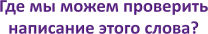 Где мы можем проверить
написание этого слова?